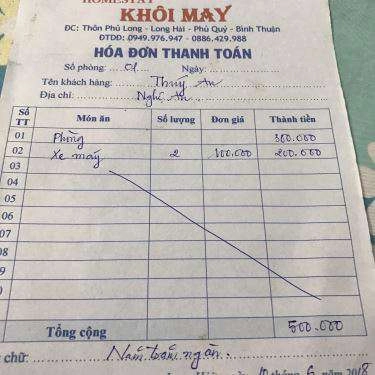 HOMESTAY
KHÔI MAY
ĐC: Thôn Phú Long - Long Hải - Phú Quý - Bình Thuận
ĐTDD: 0949.976.947 - 0886.429.988
HÓA ĐƠN THANH TOÁN
Số phòng: 01 Ngày:
Tên khách hàng: Thuý An
Địa chỉ: Nghệ An
Số TT Món ăn Số lượng Đơn giá Thành tiền
01 Phòng 300.000
02 Xe máy 2 100.000 200.000
03
04
05
06
07
08
9
0
Tổng cộng 500.000
chữ: Năm trăm ngàn.
10 tháng 6 năm 2018